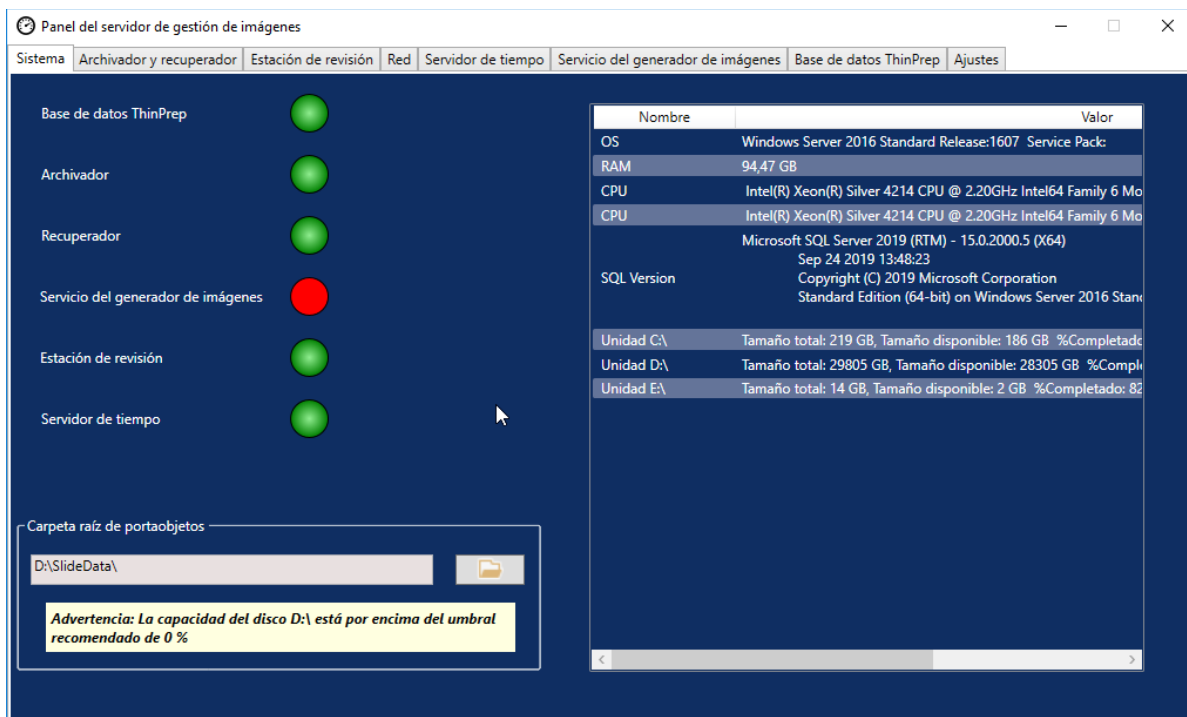 Panel del servidor de gestión de imágenes
Sistema Archivador y recuperador Estación de revisión Red Servidor de tiempo Servicio del generador de imágenes Base de datos ThinPrep Ajustes
Base de datos ThinPrep
Archivador
Recuperador
Servicio del generador de imágenes
Estación de revisión
Servidor de tiempo
Carpeta raíz de portaobjetos
D:\SlideData\
Advertencia: La capacidad del disco D:\ está por encima del umbral
recomendado de 0 %
Nombre Valor
OS Windows Server 2016 Standard Release:1607 Service Pack:
RAM 94,47 GB
CPU Intel(R) Xeon(R) Silver 4214 CPU @ 2.20GHz Intel64 Family 6 Mo
CPU Intel(R) Xeon(R) Silver 4214 CPU @ 2.20GHz Intel64 Family 6 Mo
Microsoft SQL Server 2019 (RTM) - 15.0.2000.5 (X64)
Sep 24 2019 13:48:23
SQL Version Copyright (C) 2019 Microsoft Corporation
Standard Edition (64-bit) on Windows Server 2016 Stan
Unidad C:\ Tamaño total: 219 GB, Tamaño disponible: 186 GB %Completado
Unidad D:\ Tamaño total: 29805 GB, Tamaño disponible: 28305 GB %Comple
Unidad E:\ Tamaño total: 14 GB, Tamaño disponible: 2 GB %Completado: 82